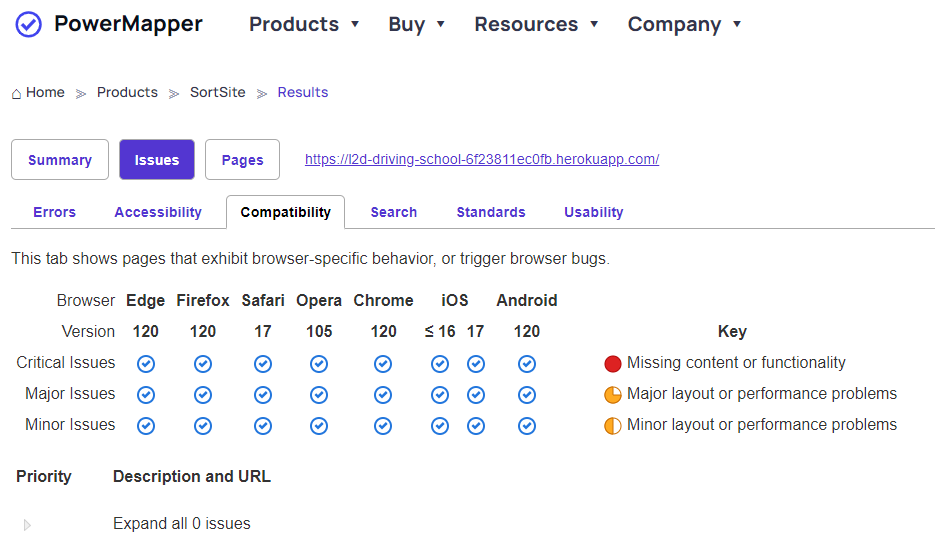 PowerMapper Products Buy Resources Company
Home Products SortSite Results
Summary Issues Pages https://l2d-driving-school-6f23811ec0fb.herokuapp.com/
Errors Accessibility Compatibility Search Standards Usability
This tab shows pages that exhibit browser-specific behavior, or trigger browser bugs.
Browser Edge Firefox Safari Opera Chrome iOS Android
Version 120 120 17 105 120 ≤ 16 17 120 Key
Critical Issues Missing content or functionality
Major Issues Major layout or performance problems
Minor Issues Minor layout or performance problems
Priority Description and URL
Expand all 0 issues